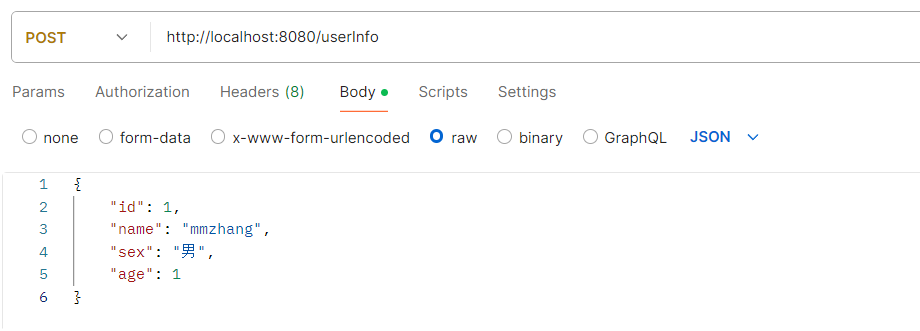 POST http://localhost:8080/userInfo
Params Authorization Headers (8) Body Scripts Settings
none form-data x-www-form-urlencoded raw binary GraphQL JSON
1 {
2 "id": 1,
3 "name": "mmzhang",
4 "sex": "男",
5 "age": 1
6 }